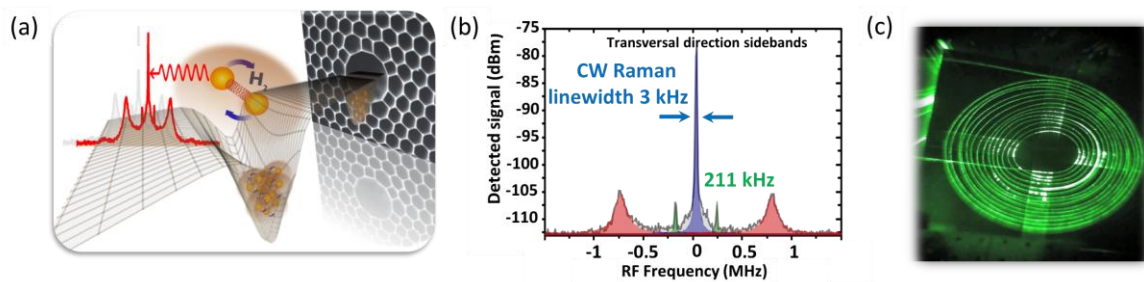 (a)
H2
(b)
Detected signal (dBm)
-75
-80
-85
-90
-95
-100
-105
-110
Transversal direction sidebands
CW Raman
linewidth 3 kHz
211 kHz
-1
-0.5
0
0.5
1
RF Frequency (MHz)
(c)